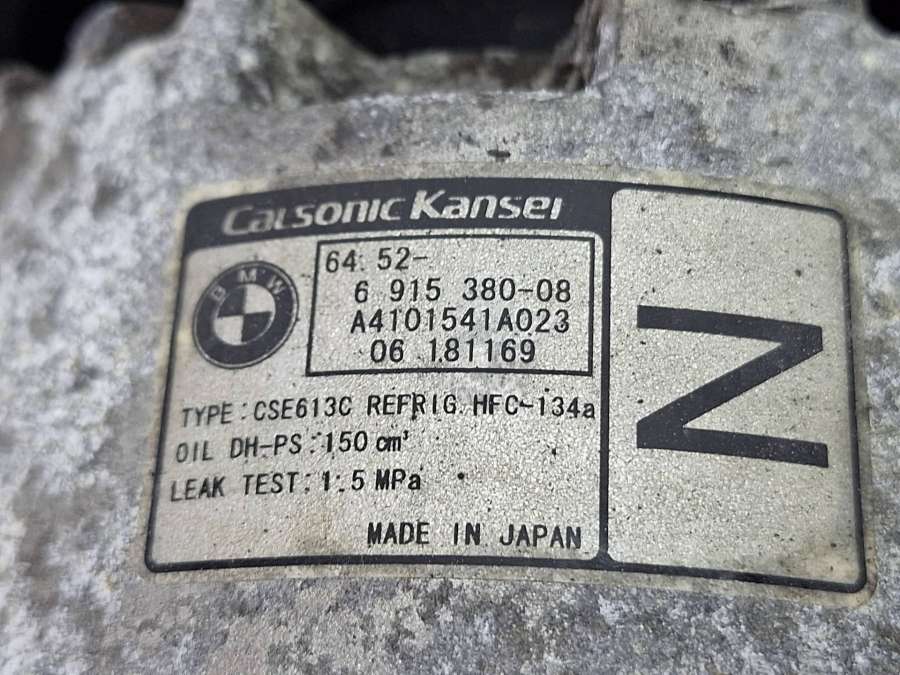 Calsonic Kansei
BMW
64.52-
6 915 380-08
A4101541A023
06 181169
TYPE:CSE613C REFRIG.HFC-134a
OIL DH-PS:150 cm³
LEAK TEST:1.5 MPa
MADE IN JAPAN
Z